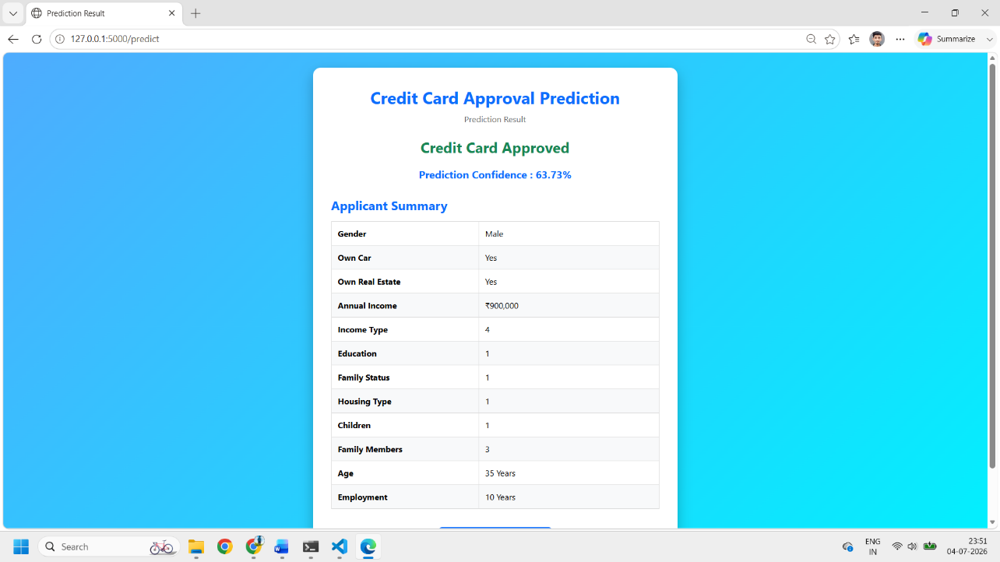 Prediction Result
127.0.0.1:5000/predict
Summarize
Credit Card Approval Prediction
Prediction Result
Credit Card Approved
Prediction Confidence : 63.73%
Applicant Summary
Gender Male
Own Car Yes
Own Real Estate Yes
Annual Income ₹900,000
Income Type 4
Education 1
Family Status 1
Housing Type 1
Children 1
Family Members 3
Age 35 Years
Employment 10 Years
Search
ENG
IN
23:51
04-07-2026